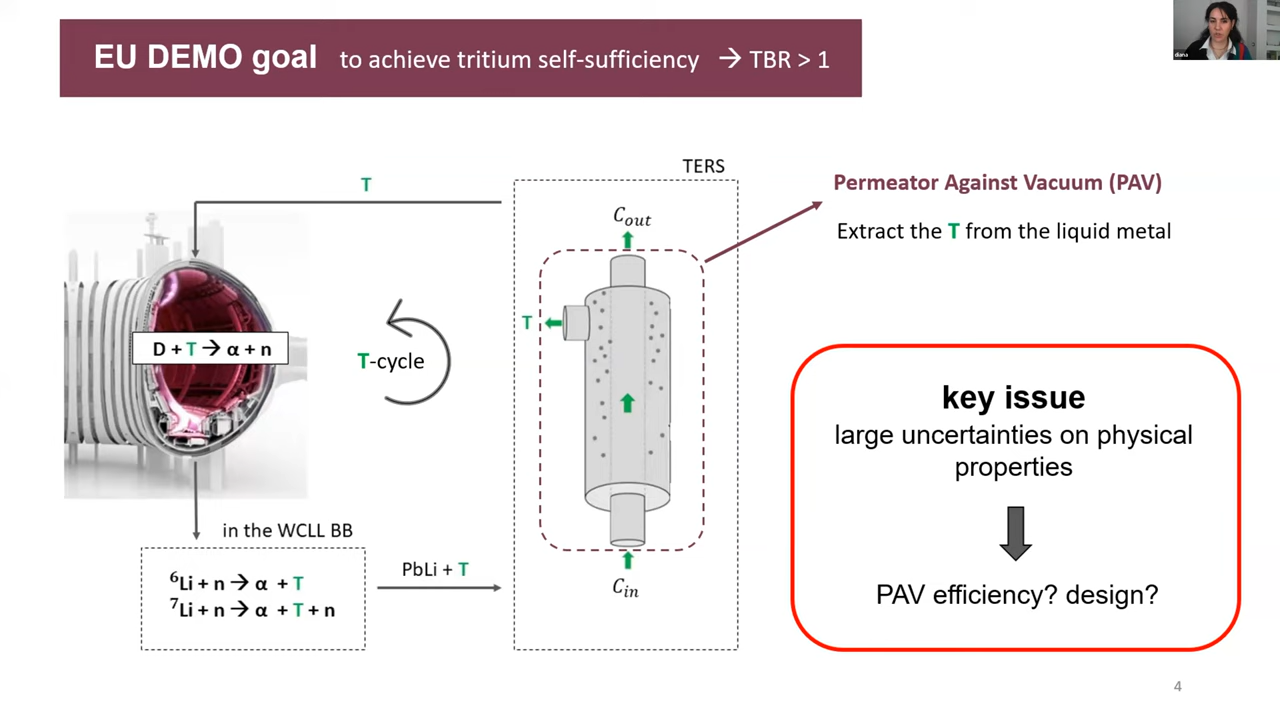 EU DEMO goal to achieve tritium self-sufficiency → TBR > 1
diana
TERS
T
Permeator Against Vacuum (PAV)
Extract the T from the liquid metal
C_out
T
D + T → α + n
T-cycle
key issue
large uncertainties on physical
properties
in the WCLL BB
⁶Li + n → α + T
⁷Li + n → α + T + n
PbLi + T
C_in
PAV efficiency? design?
4